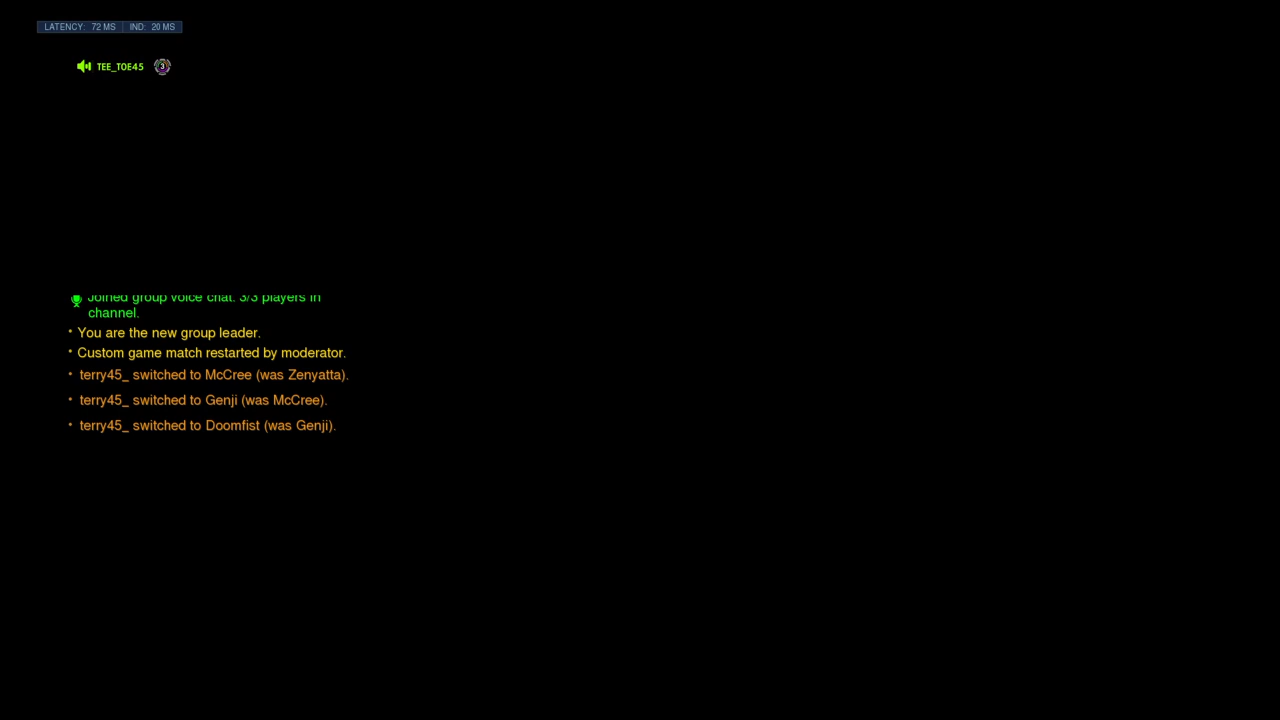 LATENCY: 72 MS | IND: 20 MS
TEE_TOE45 3
Joined group voice chat. 3/3 players in
channel.
• You are the new group leader.
• Custom game match restarted by moderator.
• terry45_ switched to McCree (was Zenyatta).
• terry45_ switched to Genji (was McCree).
• terry45_ switched to Doomfist (was Genji).